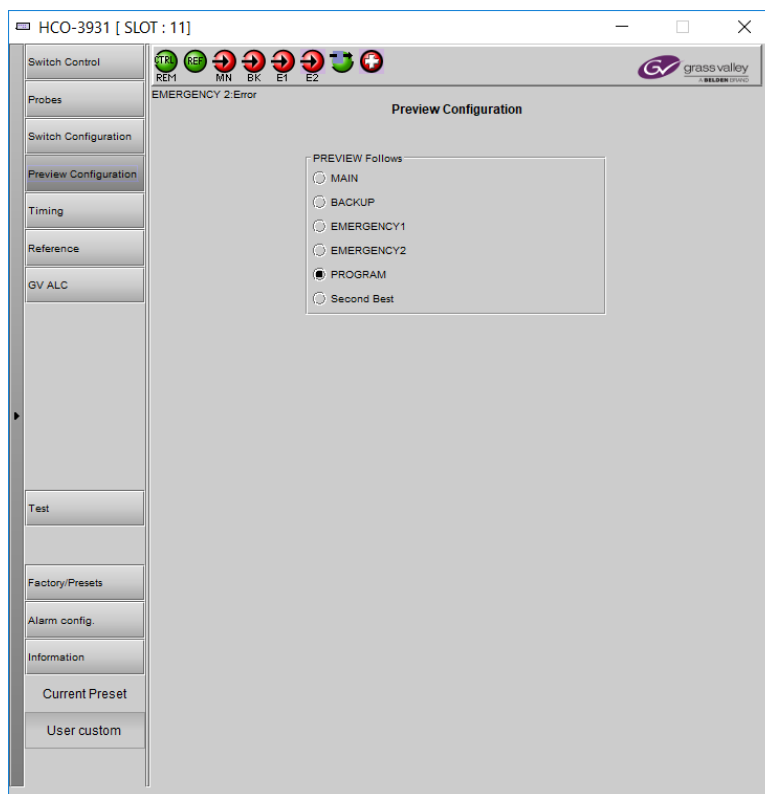 HCO-3931 [ SLOT : 11]
Switch Control
Probes
Switch Configuration
Preview Configuration
Timing
Reference
GV ALC
Test
Factory/Presets
Alarm config.
Information
Current Preset
User custom
CTRL REF
REM MN BK E1 E2
GV grass valley
A BELDEN BRAND
EMERGENCY 2:Error
Preview Configuration
PREVIEW Follows
MAIN
BACKUP
EMERGENCY1
EMERGENCY2
PROGRAM
Second Best